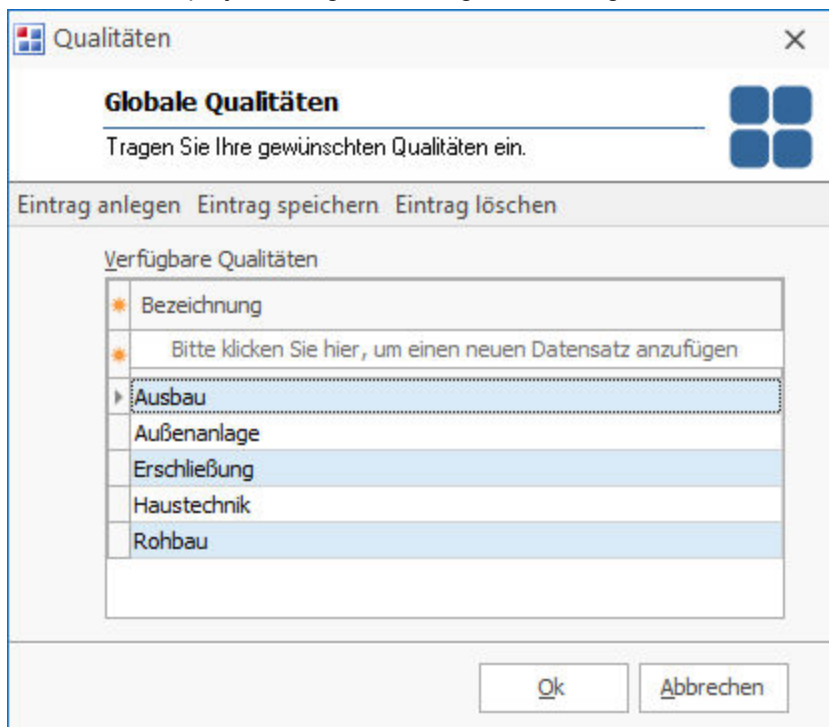 Qualitäten
Globale Qualitäten
Tragen Sie Ihre gewünschten Qualitäten ein.
Eintrag anlegen Eintrag speichern Eintrag löschen
Verfügbare Qualitäten
Bezeichnung
Bitte klicken Sie hier, um einen neuen Datensatz anzufügen
Ausbau
Außenanlage
Erschließung
Haustechnik
Rohbau
Ok Abbrechen